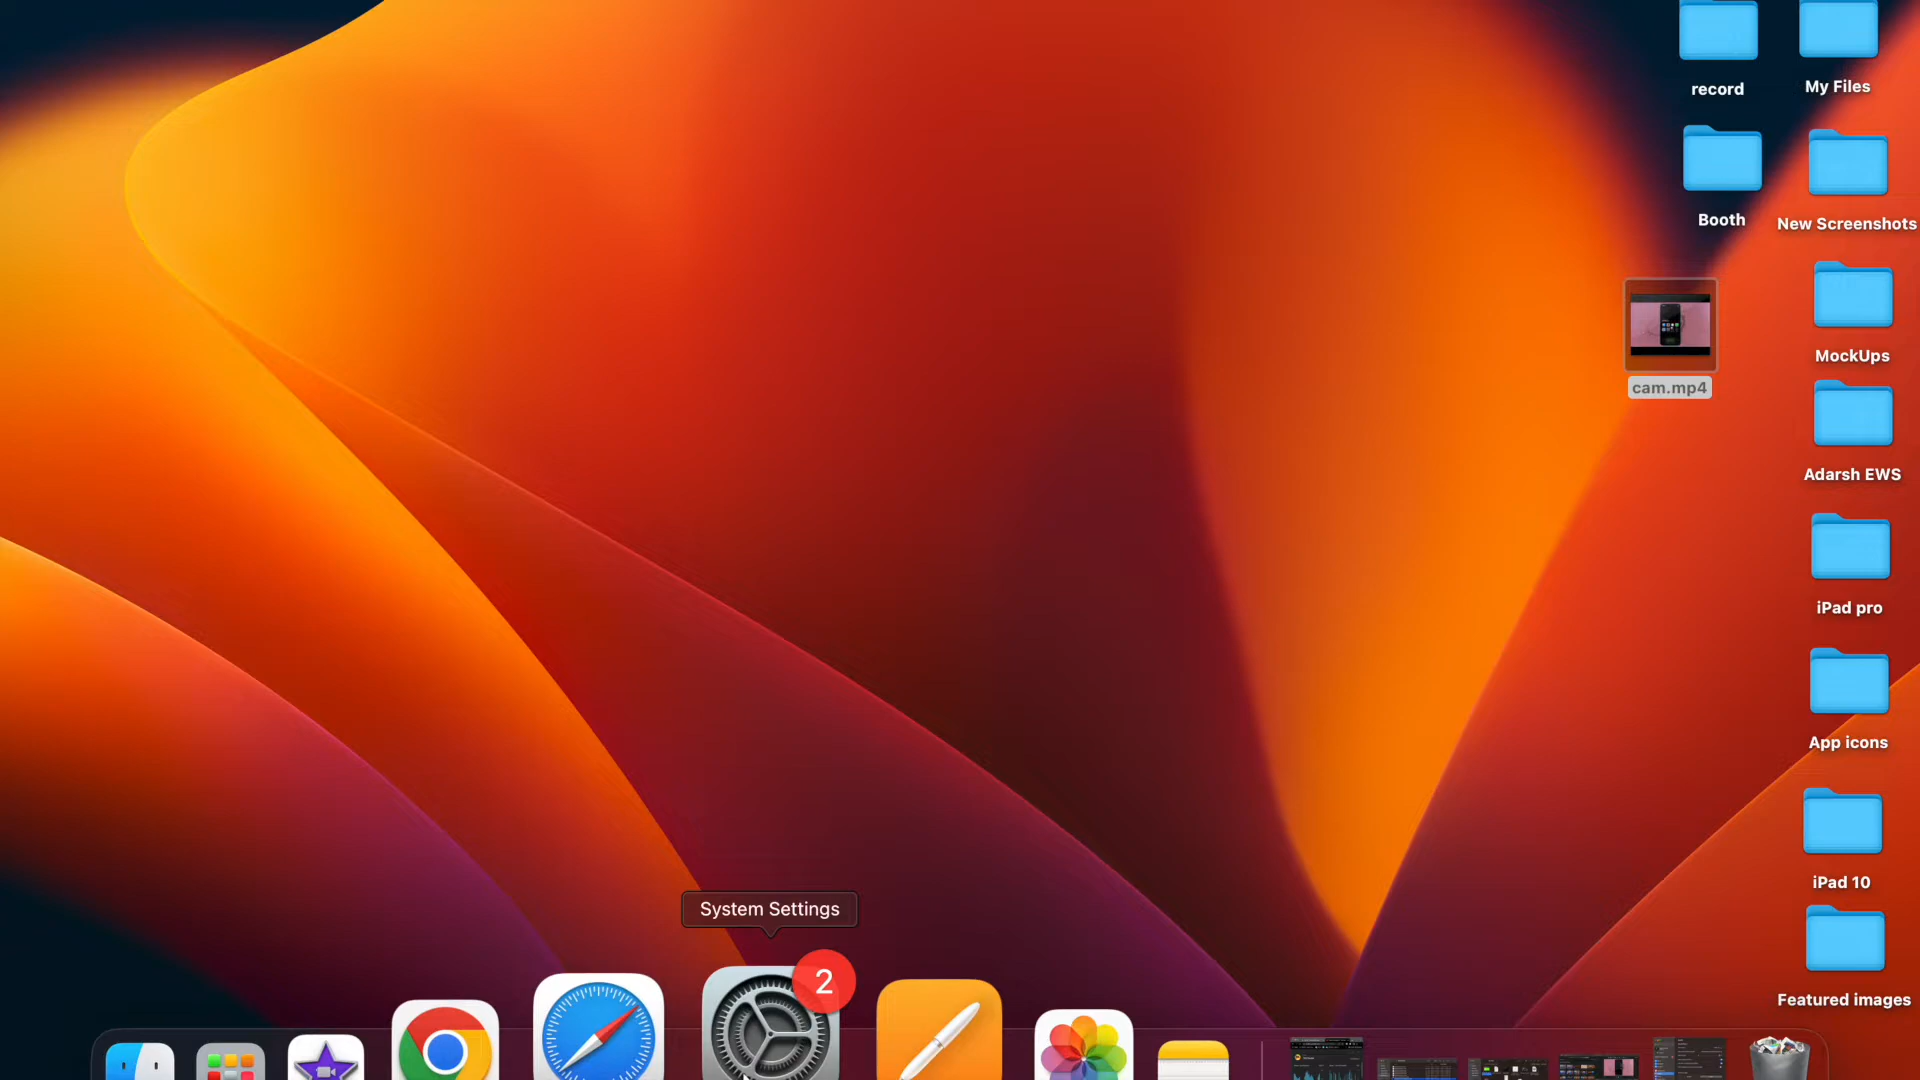 record
My Files
Booth
New Screenshots
cam.mp4
MockUps
Adarsh EWS
iPad pro
App icons
iPad 10
Featured images
System Settings
2